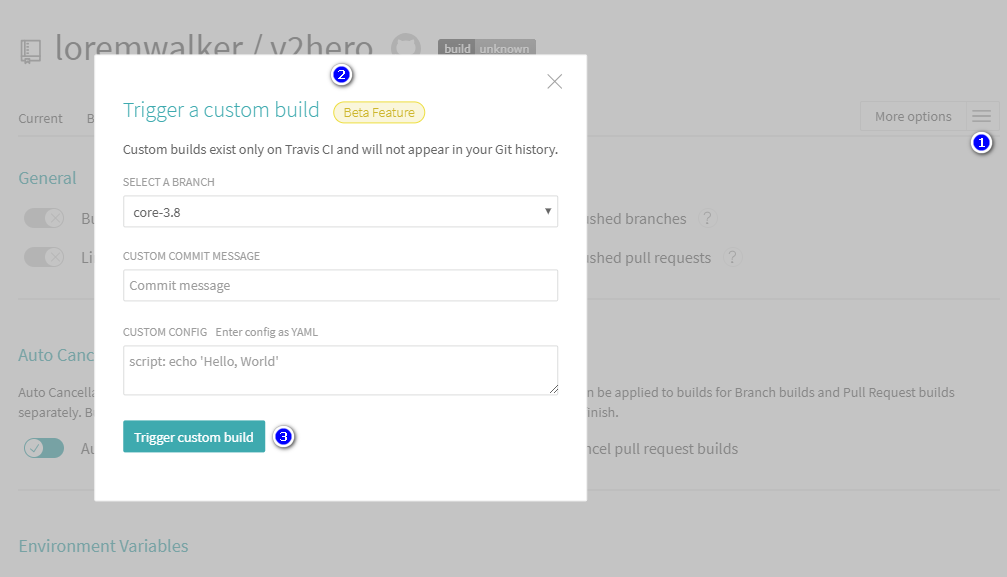 loremwalker / v2hero build unknown
2
Trigger a custom build Beta Feature
Current B More options
1
Custom builds exist only on Travis CI and will not appear in your Git history.
General
SELECT A BRANCH
core-3.8
shed branches ?
CUSTOM COMMIT MESSAGE
shed pull requests ?
Commit message
CUSTOM CONFIG Enter config as YAML
Auto Canc
script: echo 'Hello, World'
Auto Cancella n be applied to builds for Branch builds and Pull Request builds
separately. B inish.
Trigger custom build 3
Au ncel pull request builds
Environment Variables